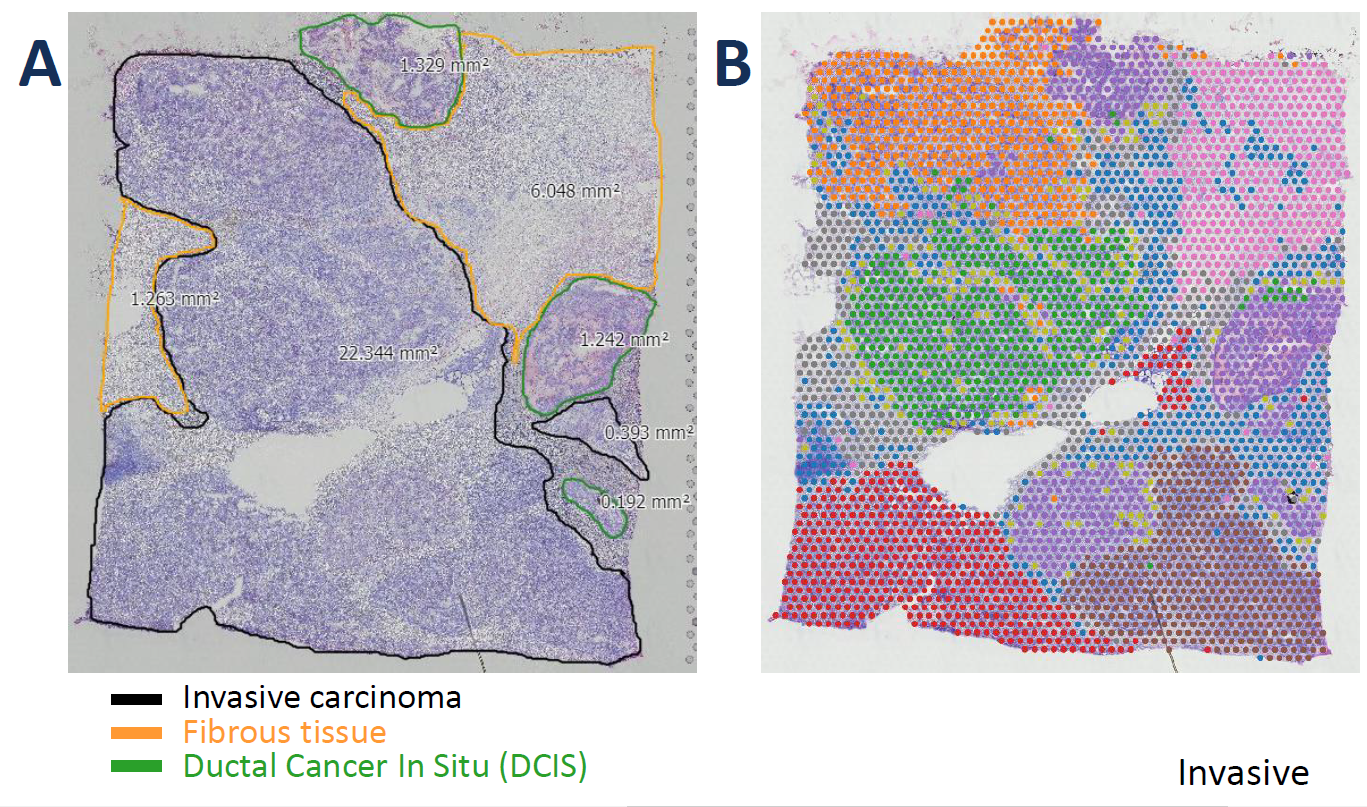 A
B
1.329 mm²
6.048 mm²
1.263 mm²
22.344 mm²
1.242 mm²
0.393 mm²
0.192 mm²
Invasive carcinoma
Fibrous tissue
Ductal Cancer In Situ (DCIS)
Invasive